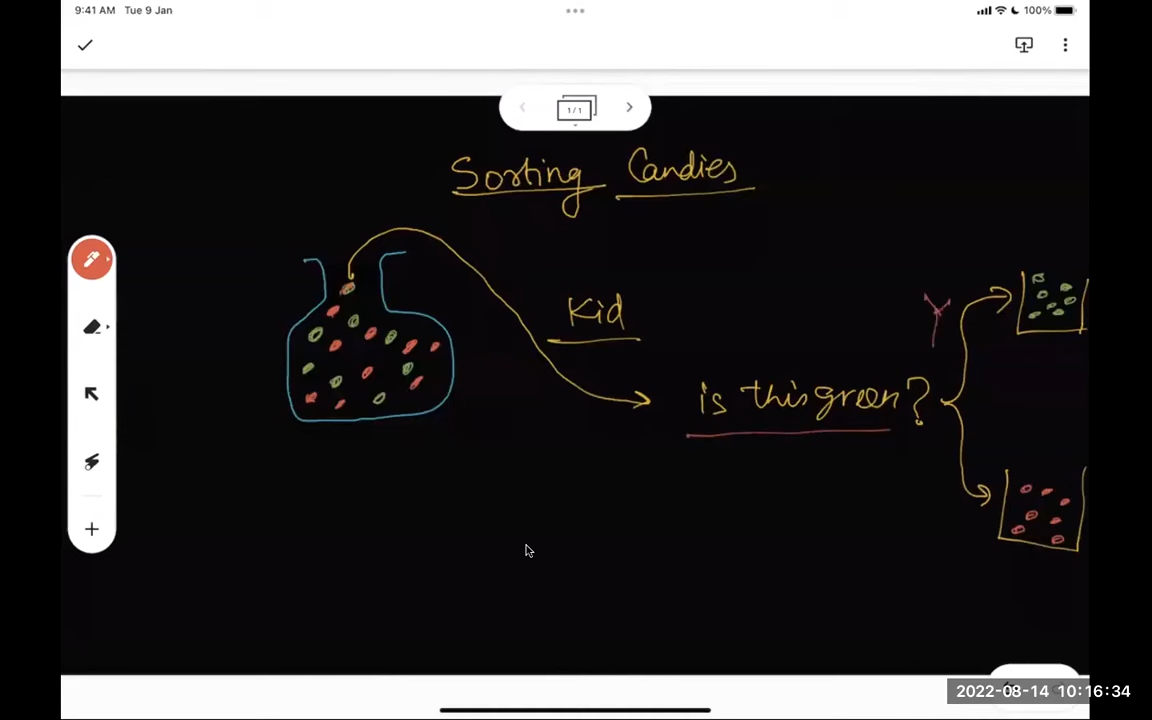 9:41 AM Tue 9 Jan
100%
1/1
Sorting Candies
Kid
Y
is this green?
2022-08-14 10:16:34